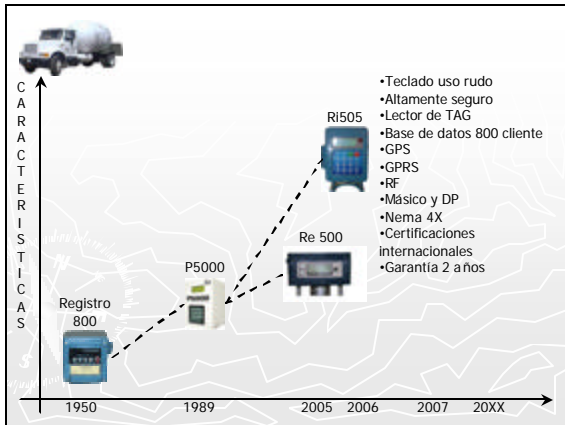 CARACTERISTICAS
•Teclado uso rudo
•Altamente seguro
•Lector de TAG
•Base de datos 800 cliente
•GPS
•GPRS
•RF
•Másico y DP
•Nema 4X
•Certificaciones
internacionales
•Garantía 2 años
Ri505
Re 500
P5000
Registro
800
1950
1989
2005
2006
2007
20XX